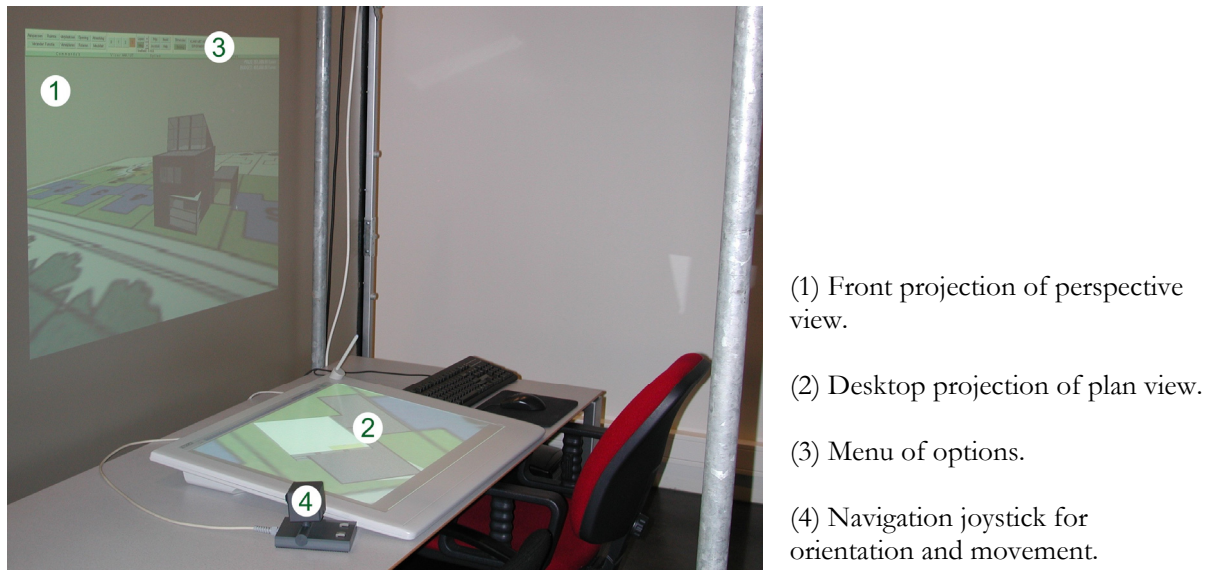 3
1
2
4
(1) Front projection of perspective
view.
(2) Desktop projection of plan view.
(3) Menu of options.
(4) Navigation joystick for
orientation and movement.